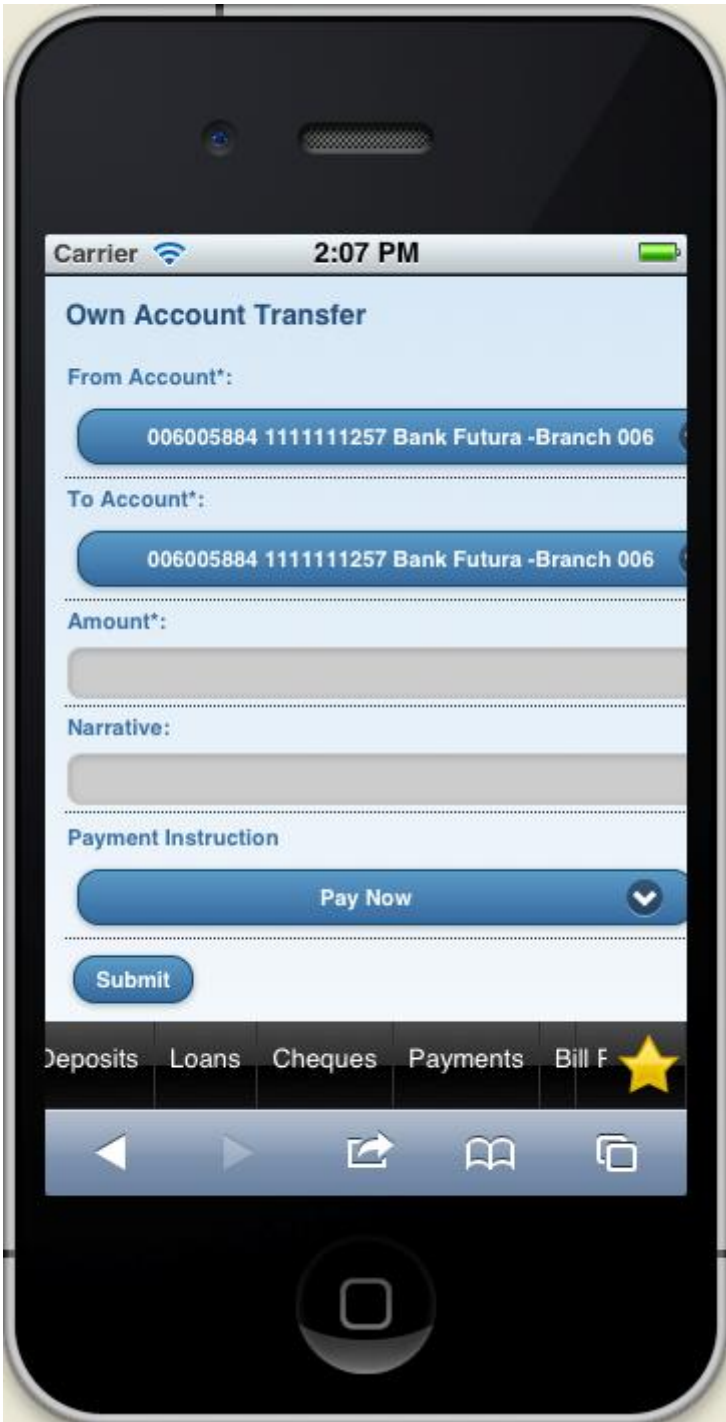 Carrier 2:07 PM
Own Account Transfer
From Account*:
006005884 1111111257 Bank Futura -Branch 006
To Account*:
006005884 1111111257 Bank Futura -Branch 006
Amount*:
Narrative:
Payment Instruction
Pay Now
Submit
Deposits Loans Cheques Payments Bill